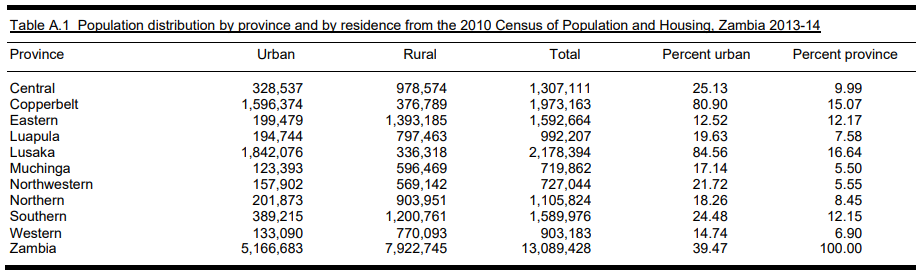 Table A.1 Population distribution by province and by residence from the 2010 Census of Population and Housing, Zambia 2013-14
Province Urban Rural Total Percent urban Percent province
Central 328,537 978,574 1,307,111 25.13 9.99
Copperbelt 1,596,374 376,789 1,973,163 80.90 15.07
Eastern 199,479 1,393,185 1,592,664 12.52 12.17
Luapula 194,744 797,463 992,207 19.63 7.58
Lusaka 1,842,076 336,318 2,178,394 84.56 16.64
Muchinga 123,393 596,469 719,862 17.14 5.50
Northwestern 157,902 569,142 727,044 21.72 5.55
Northern 201,873 903,951 1,105,824 18.26 8.45
Southern 389,215 1,200,761 1,589,976 24.48 12.15
Western 133,090 770,093 903,183 14.74 6.90
Zambia 5,166,683 7,922,745 13,089,428 39.47 100.00